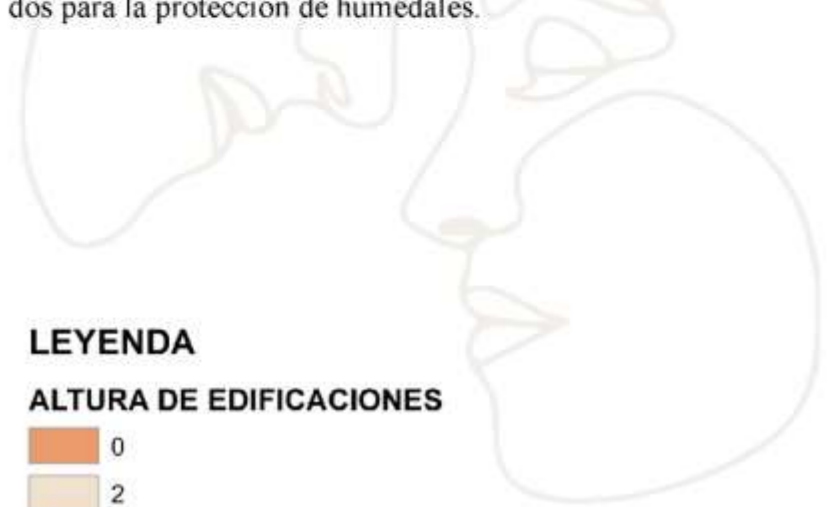 dos para la protección de humedales.
LEYENDA
ALTURA DE EDIFICACIONES
0
2